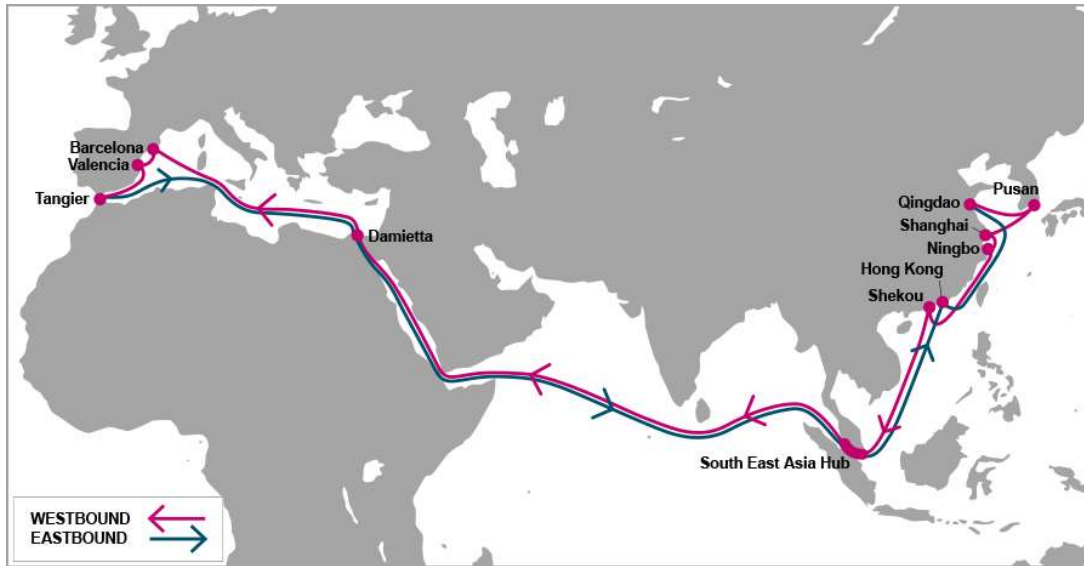 Barcelona
Valencia
Tangier
Damietta
Qingdao
Pusan
Shanghai
Ningbo
Hong Kong
Shekou
South East Asia Hub
WESTBOUND
EASTBOUND